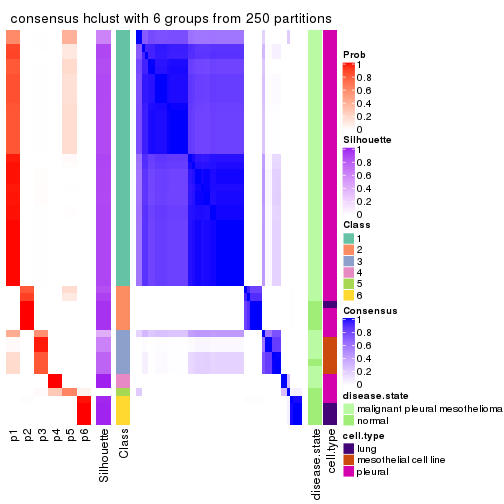 consensus hclust with 6 groups from 250 partitions
Prob
1
0.8
0.6
0.4
0.2
0
Silhouette
1
0.8
0.6
0.4
0.2
0
Class
1
2
3
4
5
6
Consensus
1
0.8
0.6
0.4
0.2
0
disease.state
malignant pleural mesothelioma
normal
cell.type
lung
mesothelial cell line
pleural
p1
p2
p3
p4
p5
p6
Silhouette
Class
disease.state
cell.type